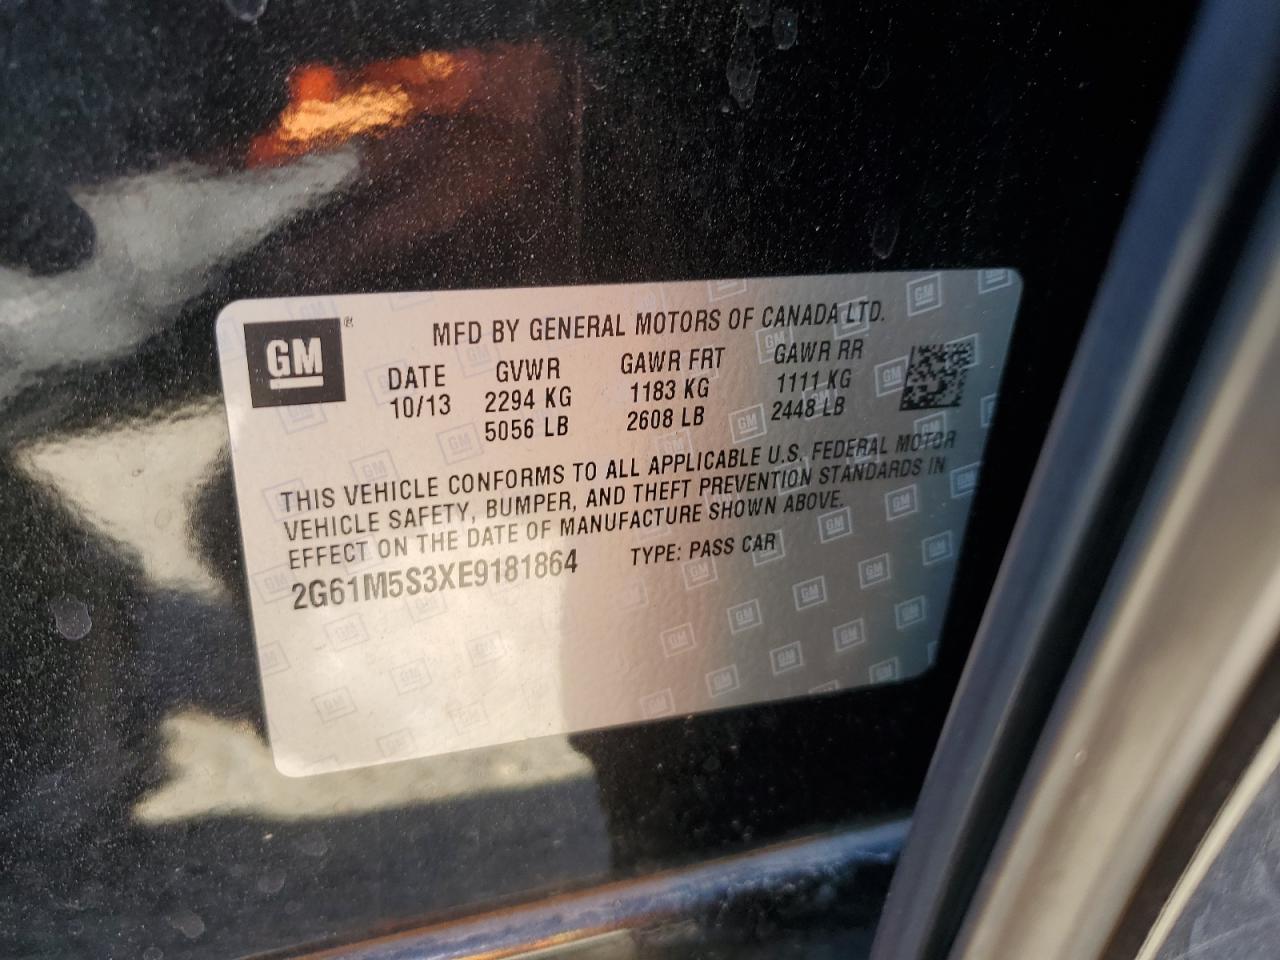 GM ®
MFD BY GENERAL MOTORS OF CANADA LTD.
DATE GVWR GAWR FRT GAWR RR
10/13 2294 KG 1183 KG 1111 KG
5056 LB 2608 LB 2448 LB
THIS VEHICLE CONFORMS TO ALL APPLICABLE U.S. FEDERAL MOTOR
VEHICLE SAFETY, BUMPER, AND THEFT PREVENTION STANDARDS IN
EFFECT ON THE DATE OF MANUFACTURE SHOWN ABOVE.
2G61M5S3XE9181864 TYPE: PASS CAR